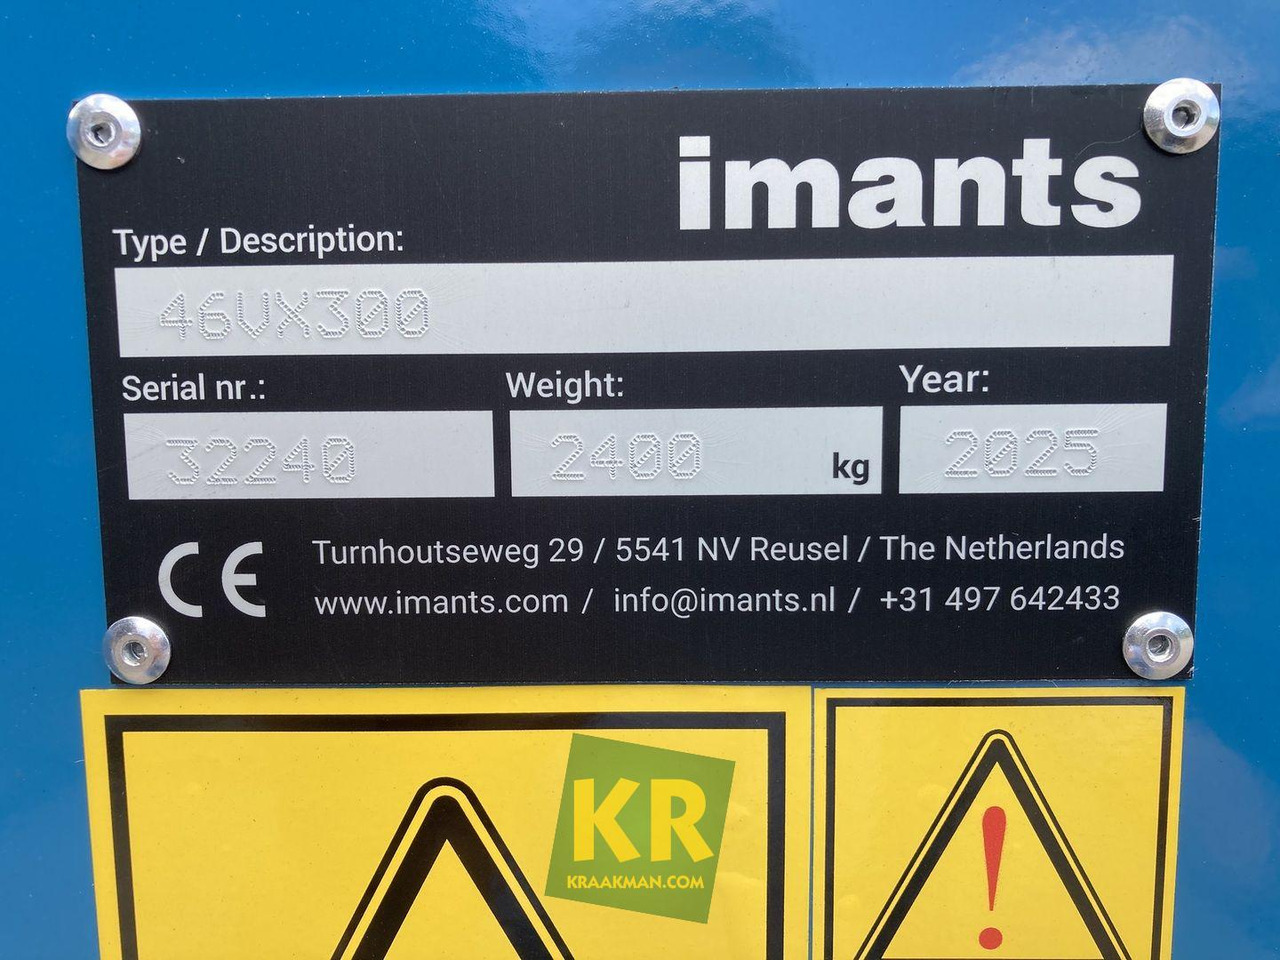 imants
Type / Description:
46VX300
Serial nr.: Weight: Year:
32240 2400 kg 2025
CE Turnhoutseweg 29 / 5541 NV Reusel / The Netherlands
www.imants.com / info@imants.nl / +31 497 642433
KR
KRAAKMAN.COM
!